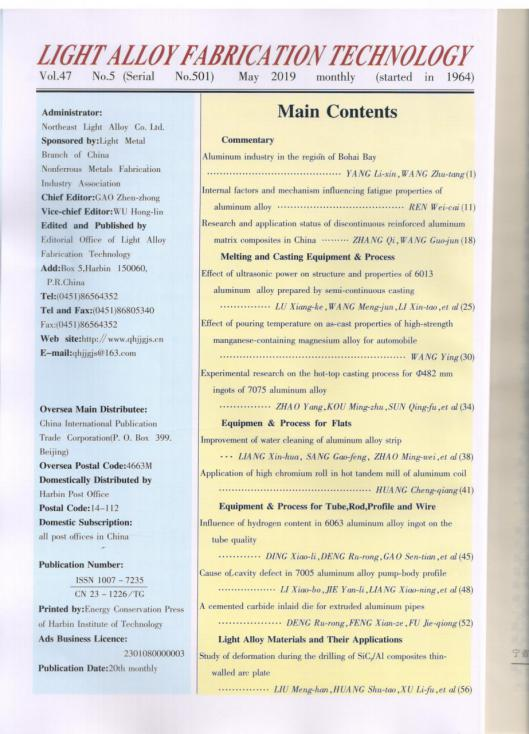 LIGHT ALLOY FABRICATION TECHNOLOGY
Vol.47 No.5 (Serial No.501) May 2019 monthly (started in 1964)
Administrator:
Northeast Light Alloy Co. Ltd.
Sponsored by:Light Metal
Branch of China
Nonferrous Metals Fabrication
Industry Association
Chief Editor:GAO Zhen-zhong
Vice-chief Editor:WU Hong-lin
Edited and Published by
Editorial Office of Light Alloy
Fabrication Technology
Add:Box 5,Harbin 150060,
P.R.China
Tel:(0451)86564352
Tel and Fax:(0451)86805340
Fax:(0451)86564352
Web site:http://www.qhjjgjs.cn
E-mail:qhjjgjs@163.com
Oversea Main Distributee:
China International Publication
Trade Corporation(P. O. Box 399.
Beijing)
Oversea Postal Code:4663M
Domestically Distributed by
Harbin Post Office
Postal Code:14-112
Domestic Subscription:
all post offices in China
Publication Number:
ISSN 1007-7235
CN 23-1226/TG
Printed by:Energy Conservation Press
of Harbin Institute of Technology
Ads Business Licence:
2301080000003
Publication Date:20th monthly
Main Contents
Commentary
Aluminum industry in the region of Bohai Bay
YANG Li-xin,WANG Zhu-tang(1)
Internal factors and mechanism influencing fatigue properties of
aluminum alloy ········ REN Wei-cai(11)
Research and application status of discontinuous reinforced aluminum
matrix composites in China ········ ZHANG Qi,WANG Guo-jun(18)
Melting and Casting Equipment & Process
Effect of ultrasonic power on structure and properties of 6013
aluminum alloy prepared by semi-continuous casting
········ LU Xiang-ke,WANG Meng-jun,LI Xin-tao,et al(25)
Effect of pouring temperature on as-cast properties of high-strength
manganese-containing magnesium alloy for automobile
········ WANG Ying(30)
Experimental research on the hot-top casting process for Φ482 mm
ingots of 7075 aluminum alloy
········ ZHAO Yang,KOU Ming-zhu,SUN Qing-fu,et al(34)
Equipmen & Process for Flats
Improvement of water cleaning of aluminum alloy strip
··· LIANG Xin-hua, SANG Gao-feng, ZHAO Ming-wei,et al(38)
Application of high chromium roll in hot tandem mill of aluminum coil
········ HUANG Cheng-qiang(41)
Equipment & Process for Tube,Rod,Profile and Wire
Influence of hydrogen content in 6063 aluminum alloy ingot on the
tube quality
········ DING Xiao-li,DENG Ru-rong,GAO Sen-tian,et al(45)
Cause of cavity defect in 7005 aluminum alloy pump-body profile
········ LI Xiao-bo,JIE Yan-li,LIANG Xiao-ning,et al(48)
A cemented carbide inlaid die for extruded aluminum pipes
········ DENG Ru-rong,FENG Xian-ze,FU Jie-qiong(52)
Light Alloy Materials and Their Applications
Study of deformation during the drilling of SiCp/Al composites thin-
walled arc plate
········ LIU Meng-han,HUANG Shu-tao,XU Li-fu,et al(56)